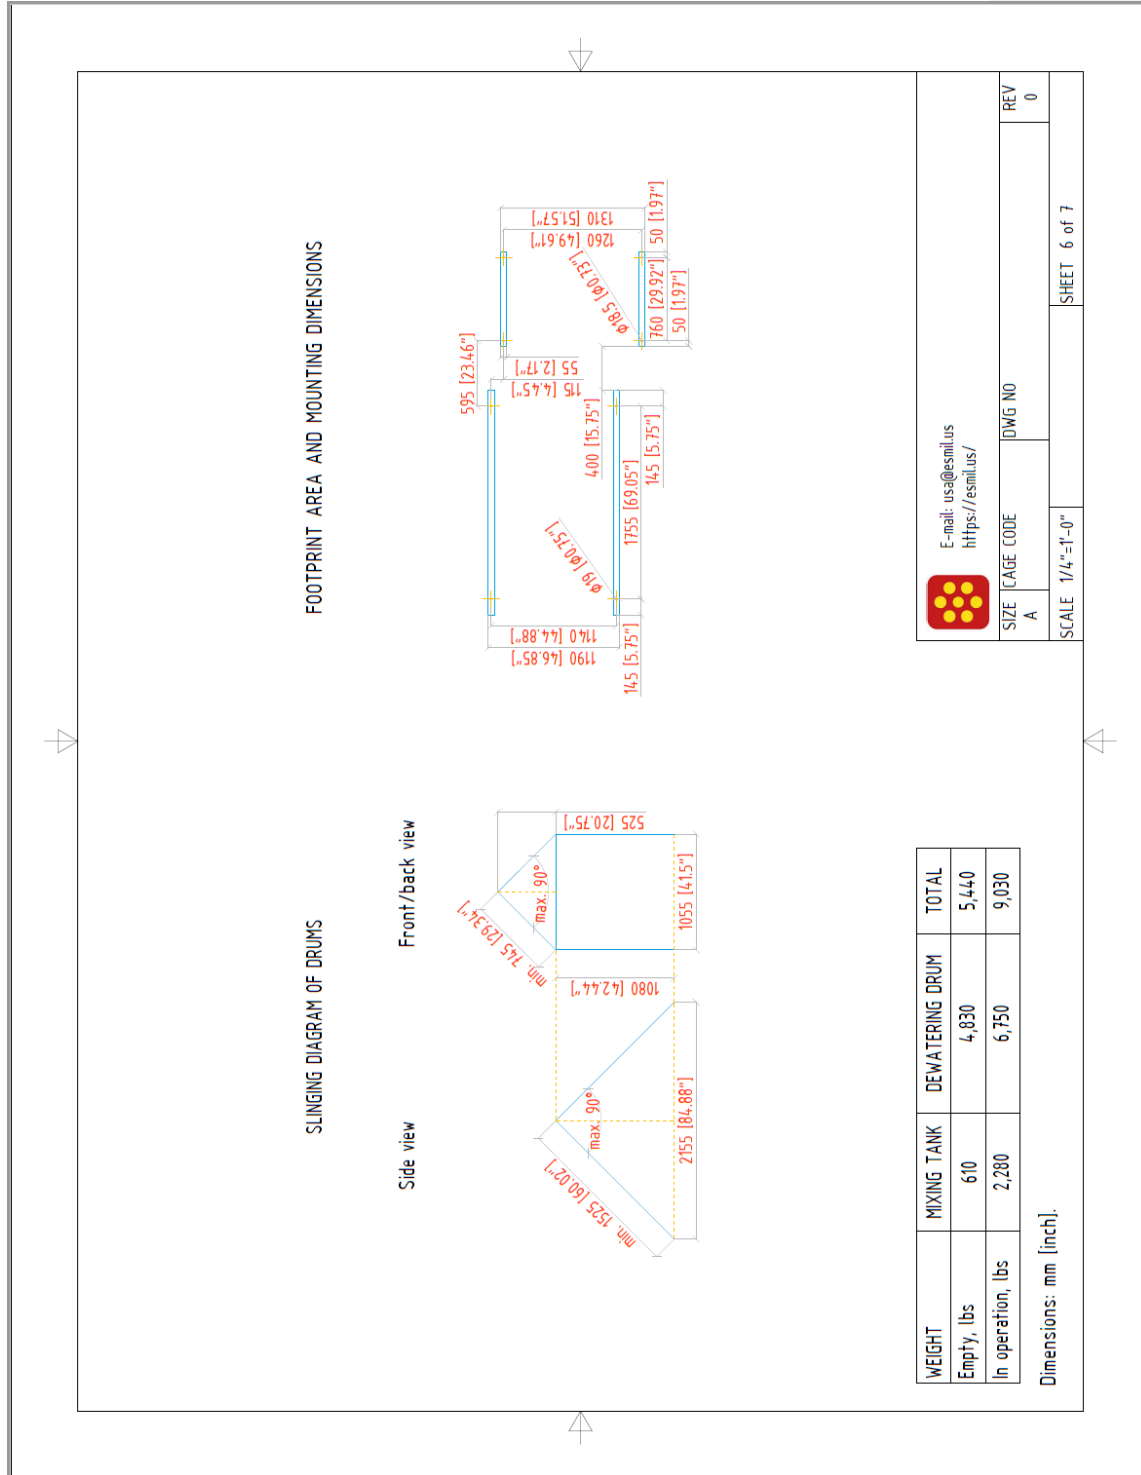 SLINGING DIAGRAM OF DRUMS
Side view
Front/back view
min. 1525 [60.02"]
max. 90°
2155 [84.88"]
1080 [42.44"]
min. 745 [29.34"]
max. 90°
525 [20.75"]
1055 [41.5"]
FOOTPRINT AREA AND MOUNTING DIMENSIONS
595 [23.46"]
1190 [46.85"]
1140 [44.88"]
Ø19 [Ø0.75"]
145 [5.75"]
1755 [69.05"]
145 [5.75"]
400 [15.75"]
115 [4.45"]
55 [2.17"]
Ø18.5 [Ø0.73"]
1260 [49.61"]
1310 [51.57"]
760 [29.92"]
50 [1.97"]
50 [1.97"]
WEIGHT MIXING TANK DEWATERING DRUM TOTAL
Empty, lbs 610 4,830 5,440
In operation, lbs 2,280 6,750 9,030
Dimensions: mm [inch].
E-mail: usa@esmil.us
https://esmil.us/
SIZE CAGE CODE DWG NO REV
A 0
SCALE 1/4"=1'-0" SHEET 6 of 7